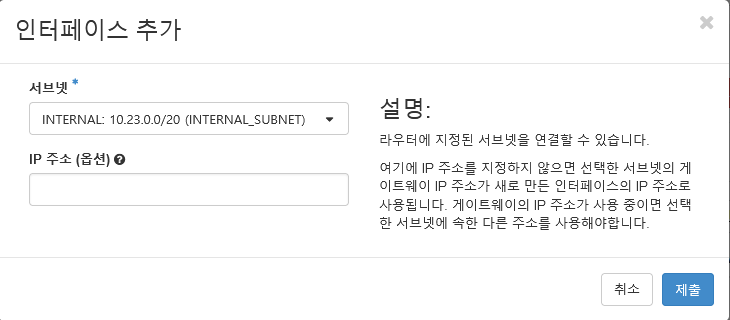 인터페이스 추가
×
서브넷 *
INTERNAL: 10.23.0.0/20 (INTERNAL_SUBNET)
IP 주소 (옵션)
설명:
라우터에 지정된 서브넷을 연결할 수 있습니다.
여기에 IP 주소를 지정하지 않으면 선택한 서브넷의 게
이트웨이 IP 주소가 새로 만든 인터페이스의 IP 주소로
사용됩니다. 게이트웨이의 IP 주소가 사용 중이면 선택
한 서브넷에 속한 다른 주소를 사용해야합니다.
취소
제출